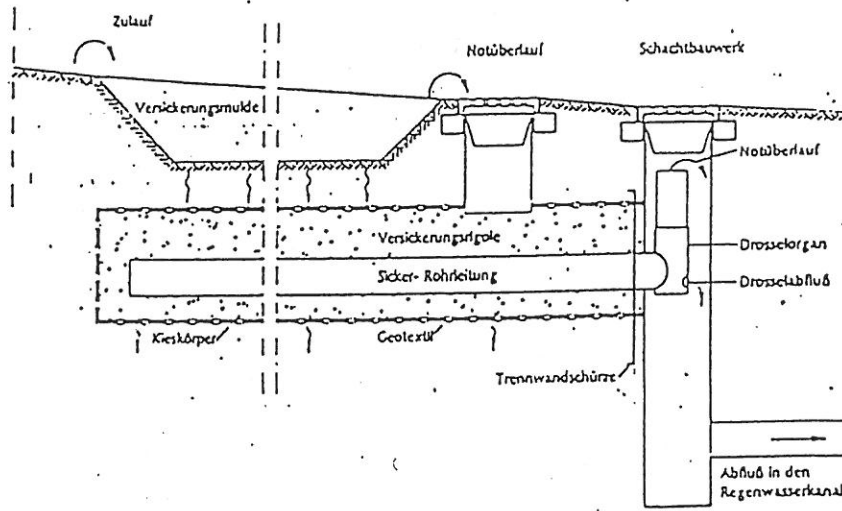 Zulauf
Notüberlauf
Schachtbauwerk
Versickerungsmulde
Notüberlauf
Versickerungsrigole
Drosselorgan
Sicker-Rohrleitung
Drosselabfluß
Kieskörper
Geotextil
Trennwandschürze
Abfluß in den
Regenwasserkanal